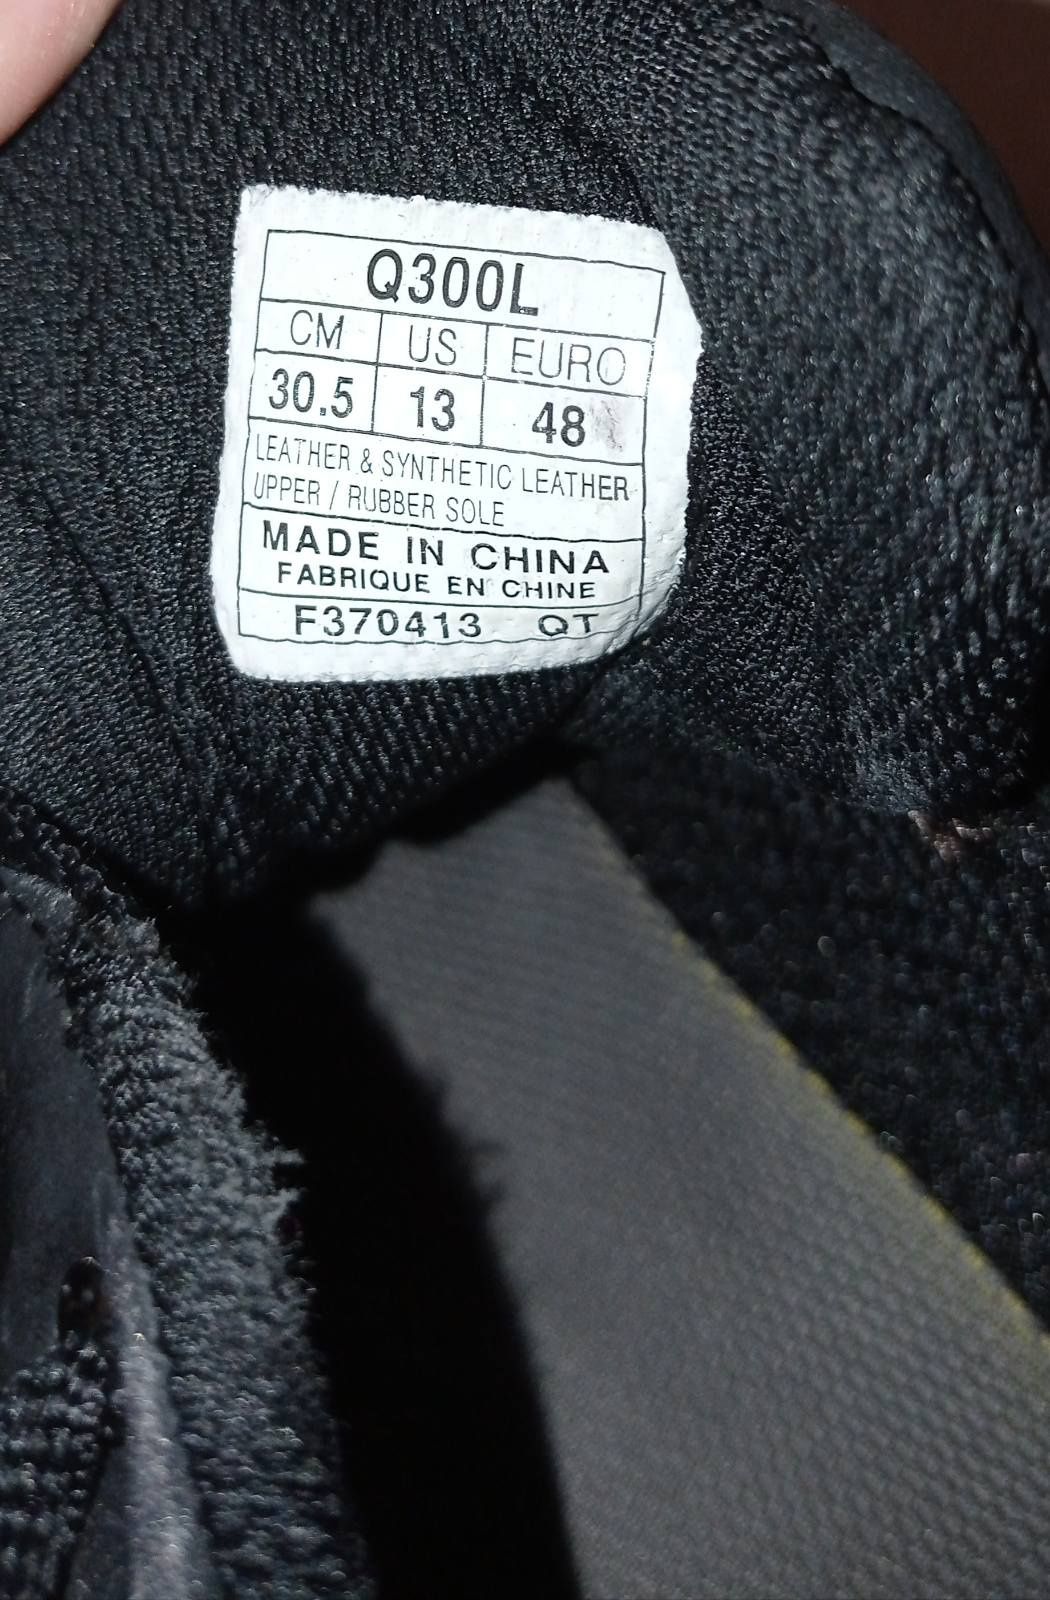 Q300L
CM US EURO
30.5 13 48
LEATHER & SYNTHETIC LEATHER
UPPER / RUBBER SOLE
MADE IN CHINA
FABRIQUE EN CHINE
F370413 QT